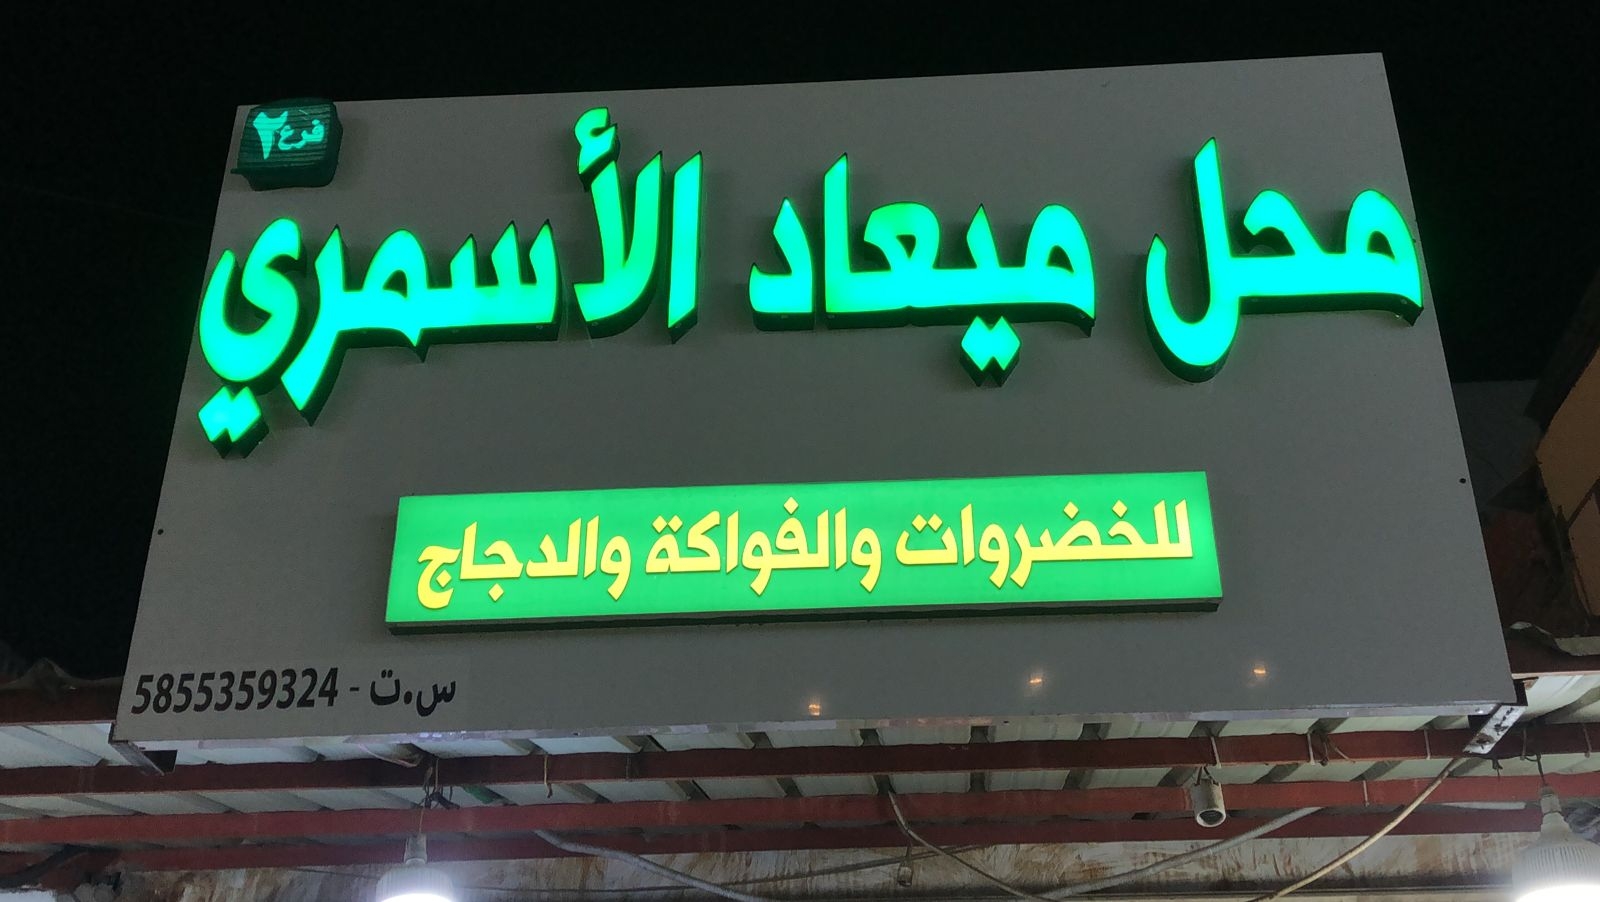 فرع ٢
محل ميعاد الأسمري
للخضروات والفواكة والدجاج
س.ت - 5855359324